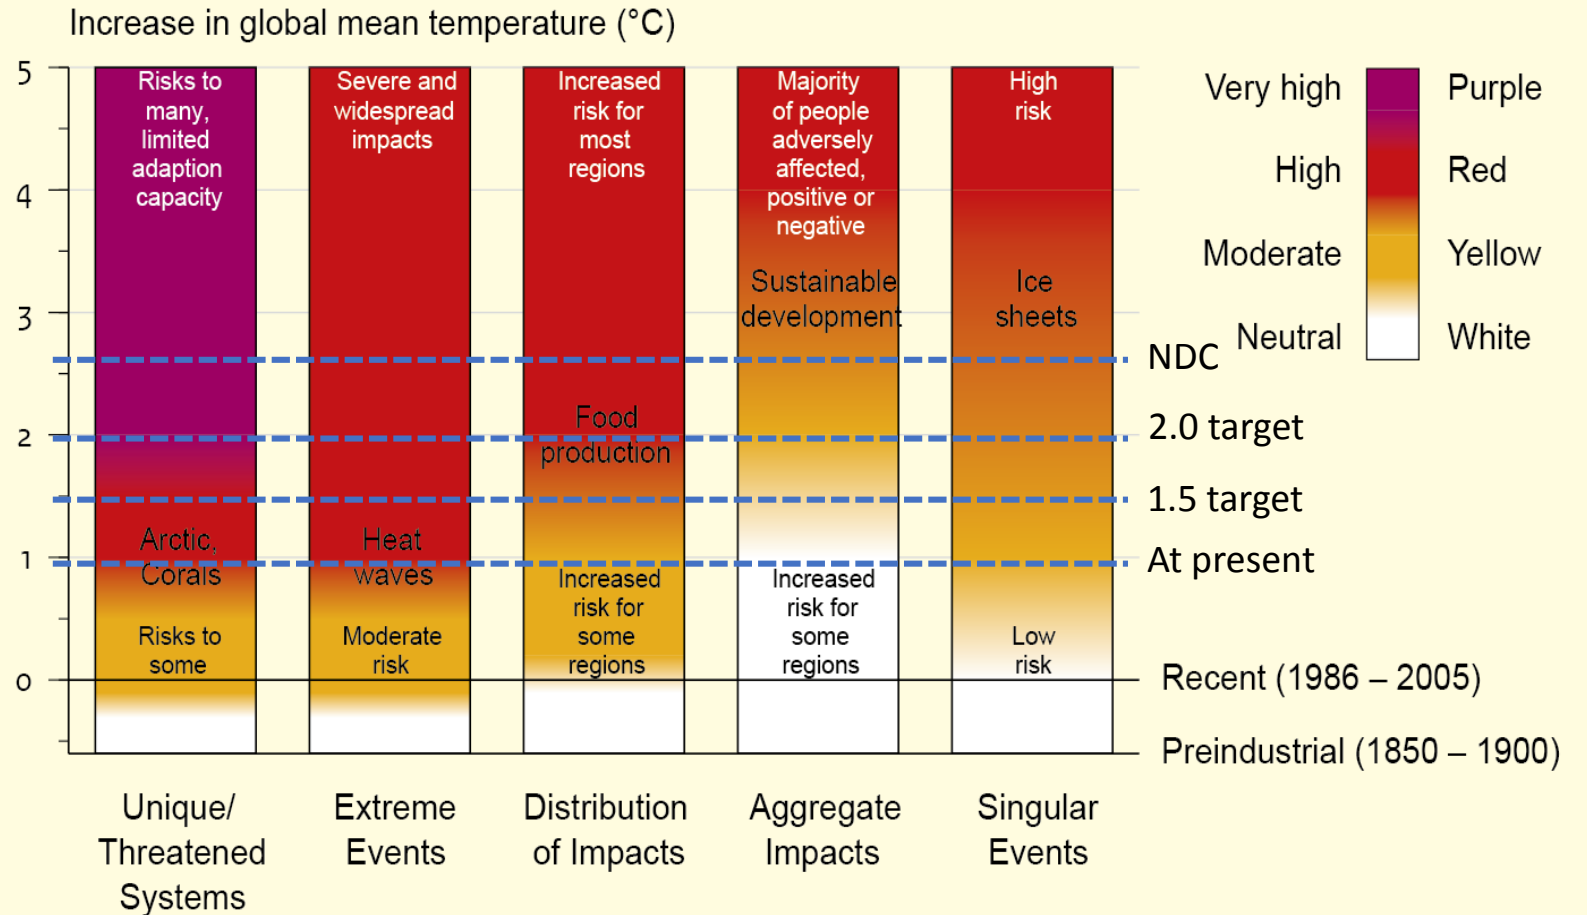 Increase in global mean temperature (°C)
5
4
3
2
1
0
Risks to
many,
limited
adaption
capacity
Arctic,
Corals
Risks to
some
Severe and
widespread
impacts
Heat
waves
Moderate
risk
Increased
risk for
most
regions
Food
production
Increased
risk for
some
regions
Majority
of people
adversely
affected,
positive or
negative
Sustainable
development
Increased
risk for
some
regions
High
risk
Ice
sheets
Low
risk
Very high Purple
High Red
Moderate Yellow
Neutral White
NDC
2.0 target
1.5 target
At present
Recent (1986 – 2005)
Preindustrial (1850 – 1900)
Unique/
Threatened
Systems
Extreme
Events
Distribution
of Impacts
Aggregate
Impacts
Singular
Events